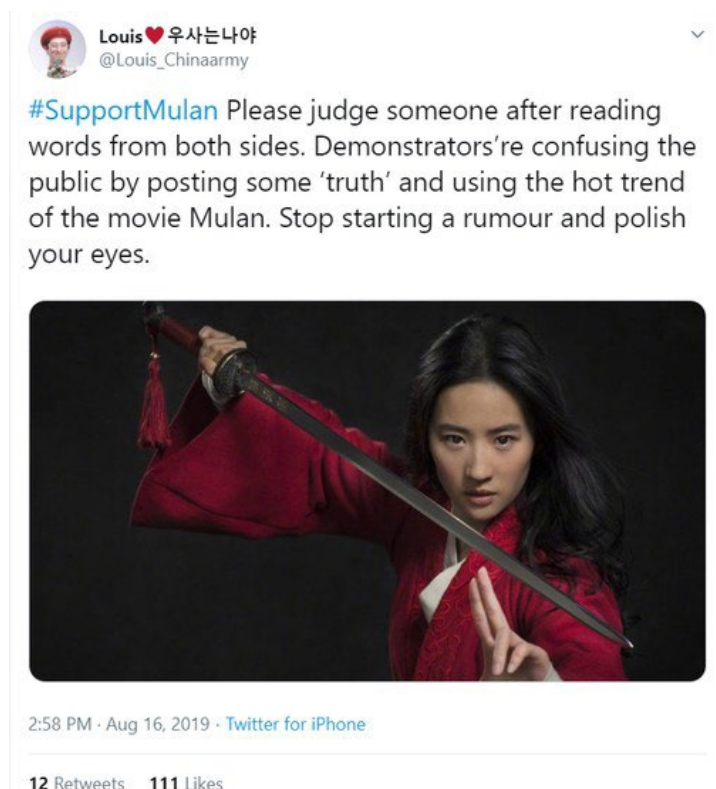 Louis❤우사는나야
@Louis_Chinaarmy
#SupportMulan Please judge someone after reading
words from both sides. Demonstrators’re confusing the
public by posting some ‘truth’ and using the hot trend
of the movie Mulan. Stop starting a rumour and polish
your eyes.
2:58 PM · Aug 16, 2019 · Twitter for iPhone
12 Retweets 111 Likes